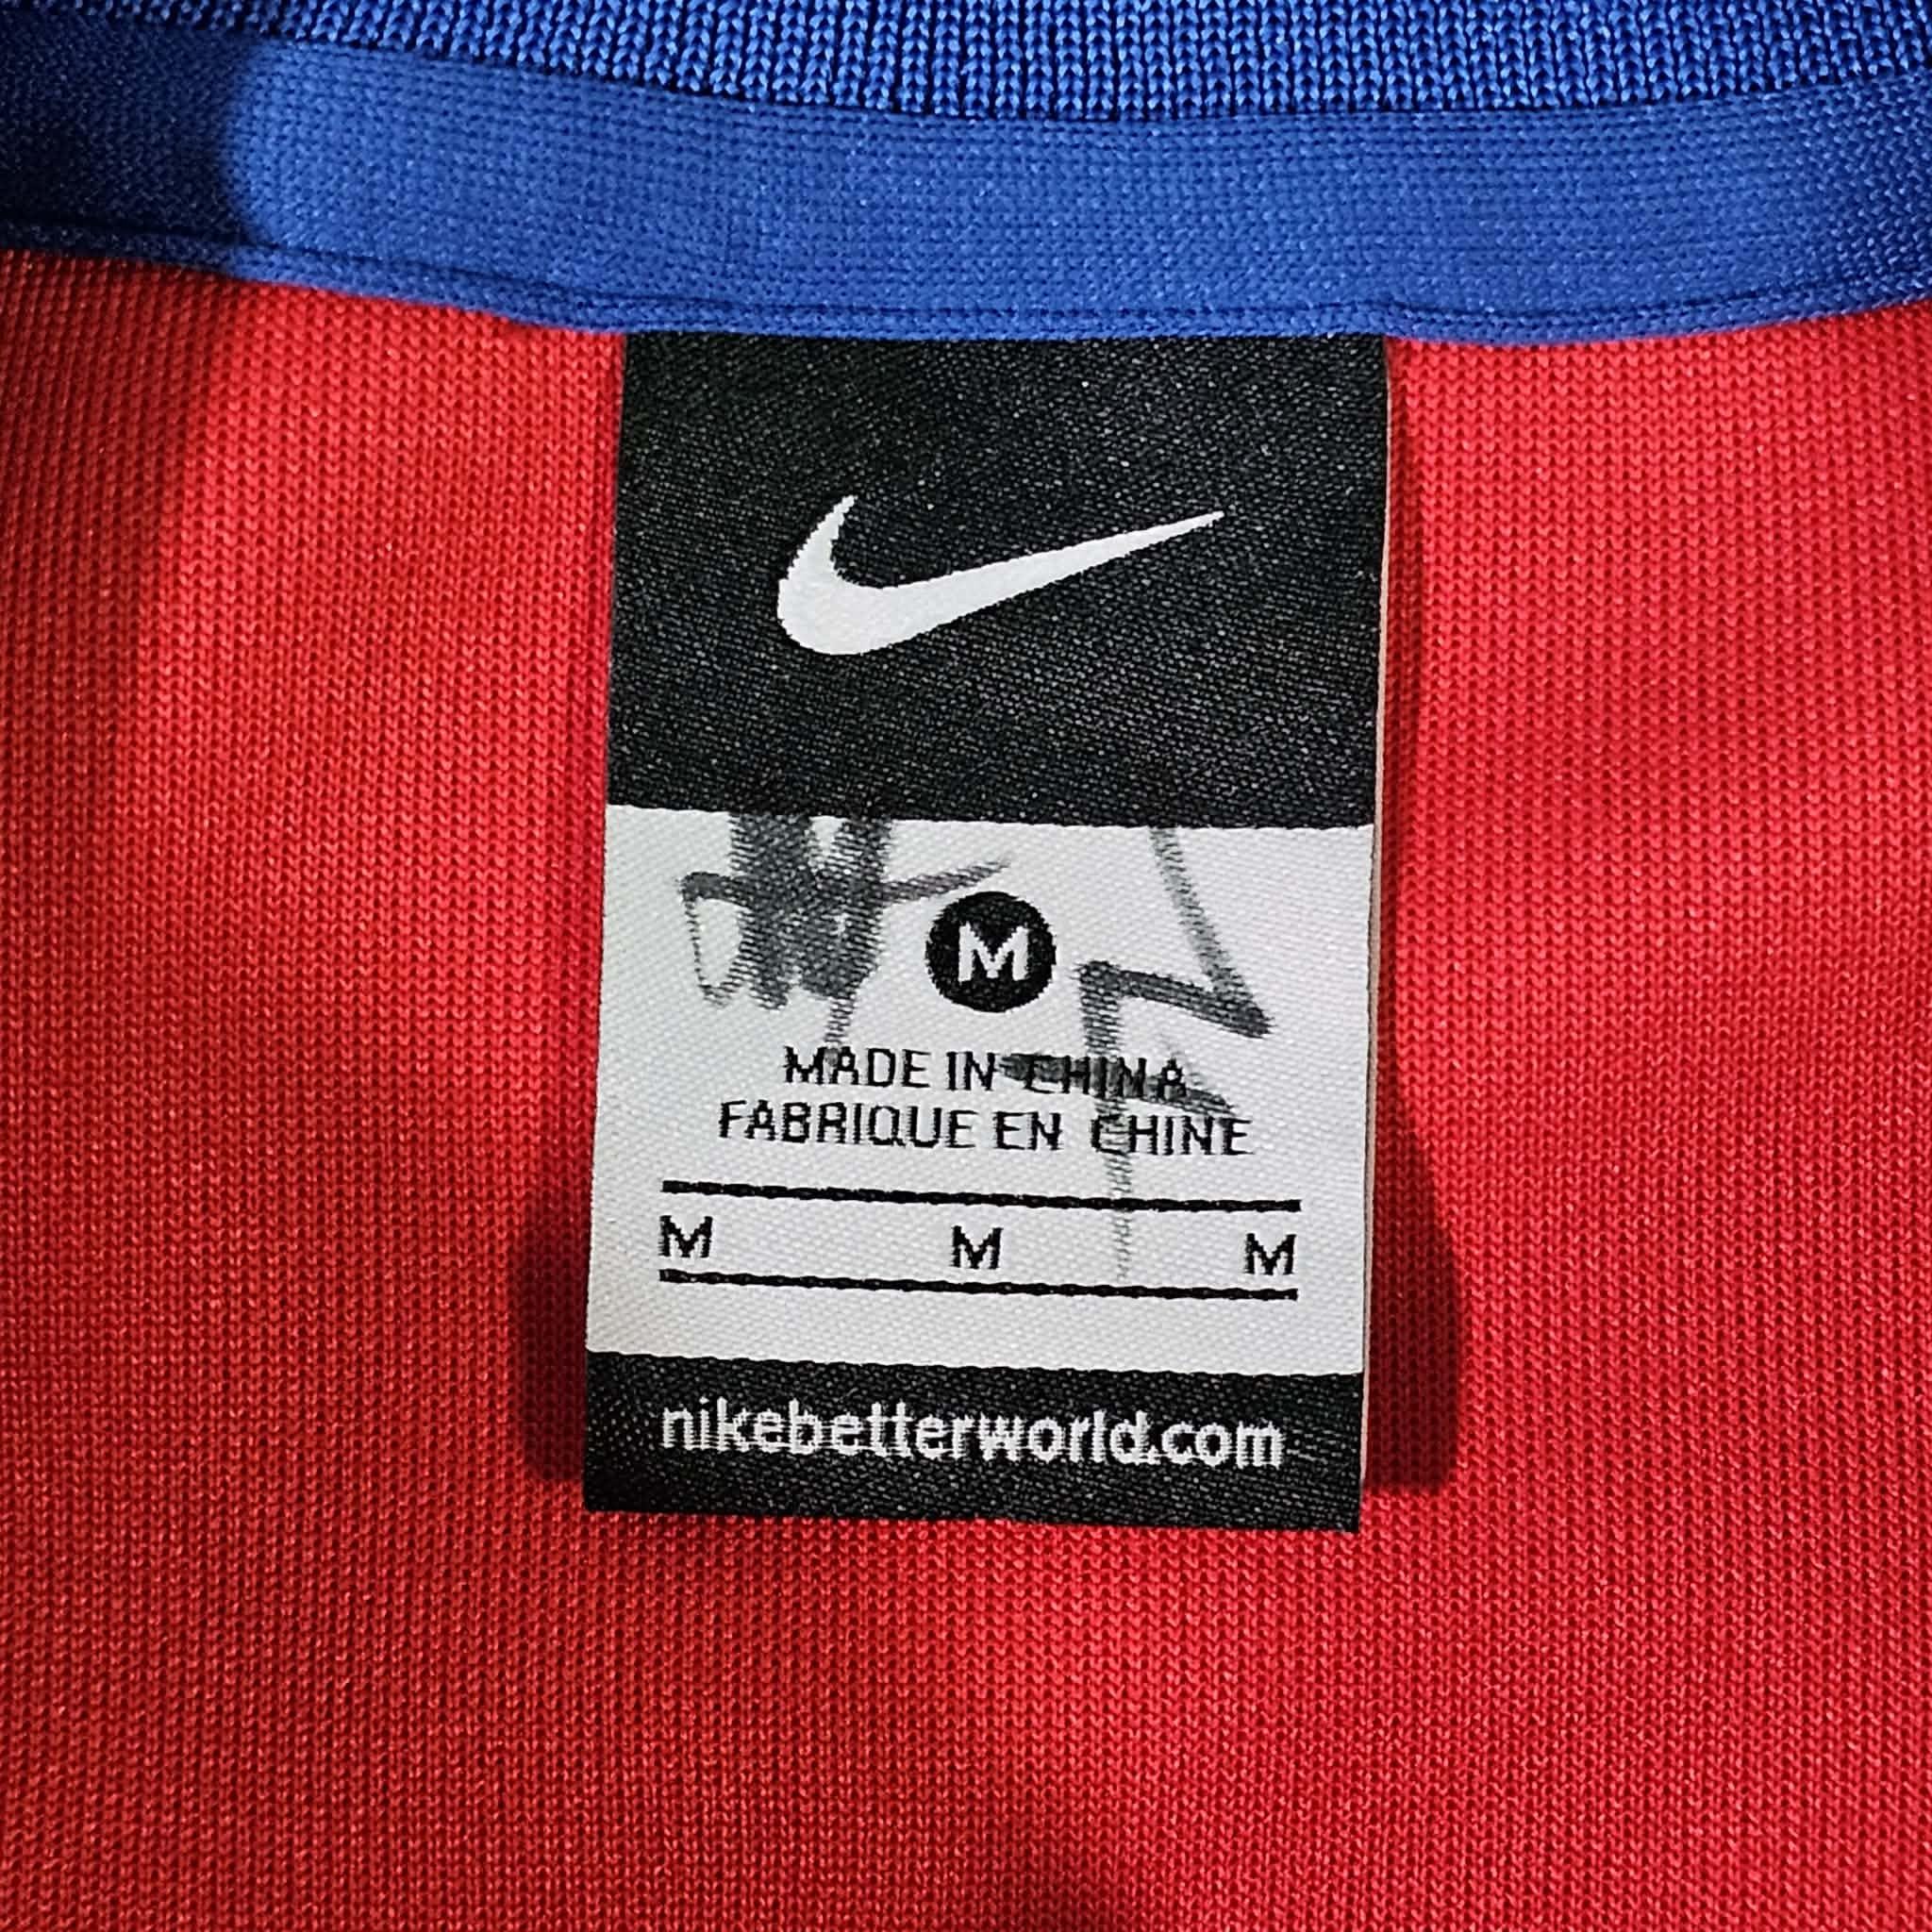 M
MADE IN CHINA
FABRIQUE EN CHINE
M M M
nikebetterworld.com